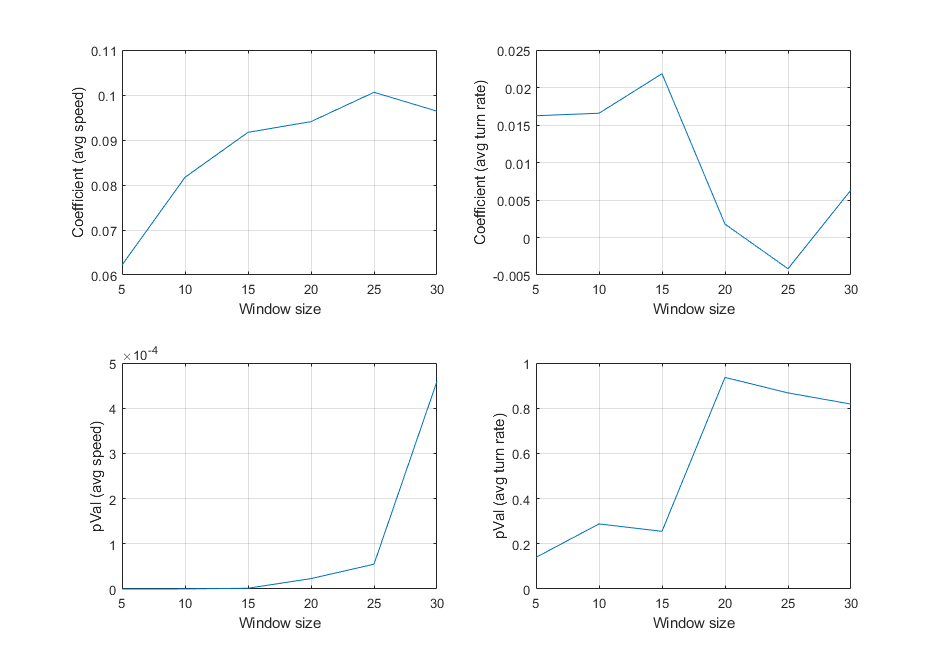 0.11
0.1
0.09
0.08
0.07
0.06
Coefficient (avg speed)
5 10 15 20 25 30
Window size
0.025
0.02
0.015
0.01
0.005
0
-0.005
Coefficient (avg turn rate)
5 10 15 20 25 30
Window size
×10-4
5
4
3
2
1
0
pVal (avg speed)
5 10 15 20 25 30
Window size
1
0.8
0.6
0.4
0.2
0
pVal (avg turn rate)
5 10 15 20 25 30
Window size